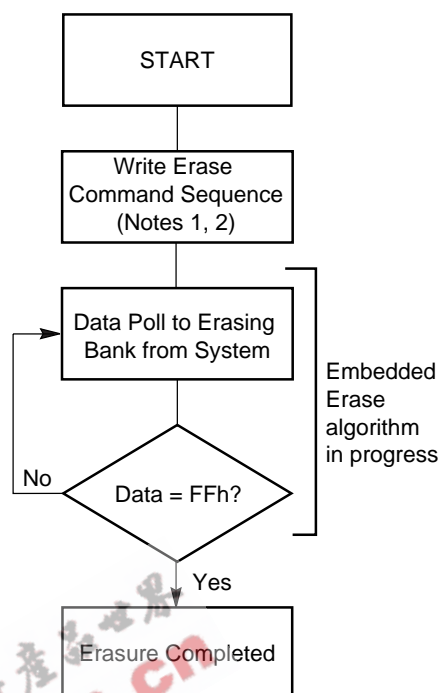 START
Write Erase
Command Sequence
(Notes 1, 2)
Data Poll to Erasing
Bank from System
Embedded
Erase
algorithm
in progress
No
Data = FFh?
Yes
Erasure Completed
.cn